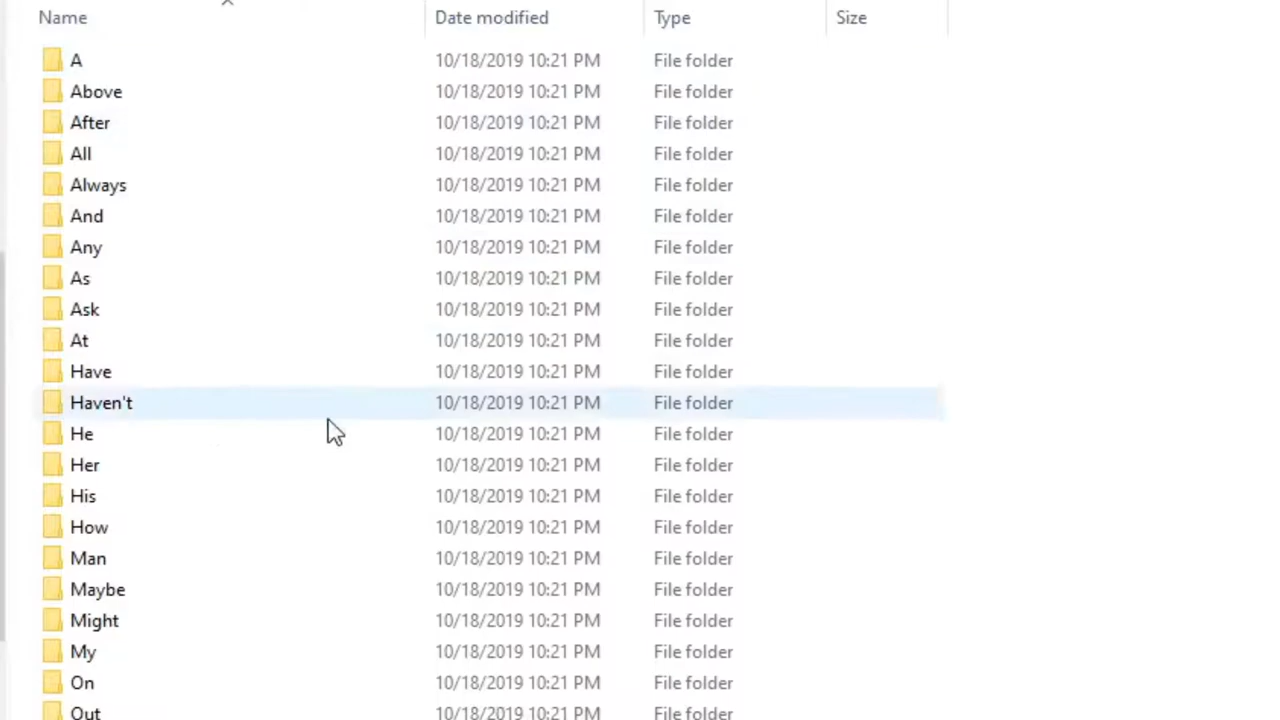 Name Date modified Type Size
A 10/18/2019 10:21 PM File folder
Above 10/18/2019 10:21 PM File folder
After 10/18/2019 10:21 PM File folder
All 10/18/2019 10:21 PM File folder
Always 10/18/2019 10:21 PM File folder
And 10/18/2019 10:21 PM File folder
Any 10/18/2019 10:21 PM File folder
As 10/18/2019 10:21 PM File folder
Ask 10/18/2019 10:21 PM File folder
At 10/18/2019 10:21 PM File folder
Have 10/18/2019 10:21 PM File folder
Haven't 10/18/2019 10:21 PM File folder
He 10/18/2019 10:21 PM File folder
Her 10/18/2019 10:21 PM File folder
His 10/18/2019 10:21 PM File folder
How 10/18/2019 10:21 PM File folder
Man 10/18/2019 10:21 PM File folder
Maybe 10/18/2019 10:21 PM File folder
Might 10/18/2019 10:21 PM File folder
My 10/18/2019 10:21 PM File folder
On 10/18/2019 10:21 PM File folder
Out 10/18/2019 10:21 PM File folder